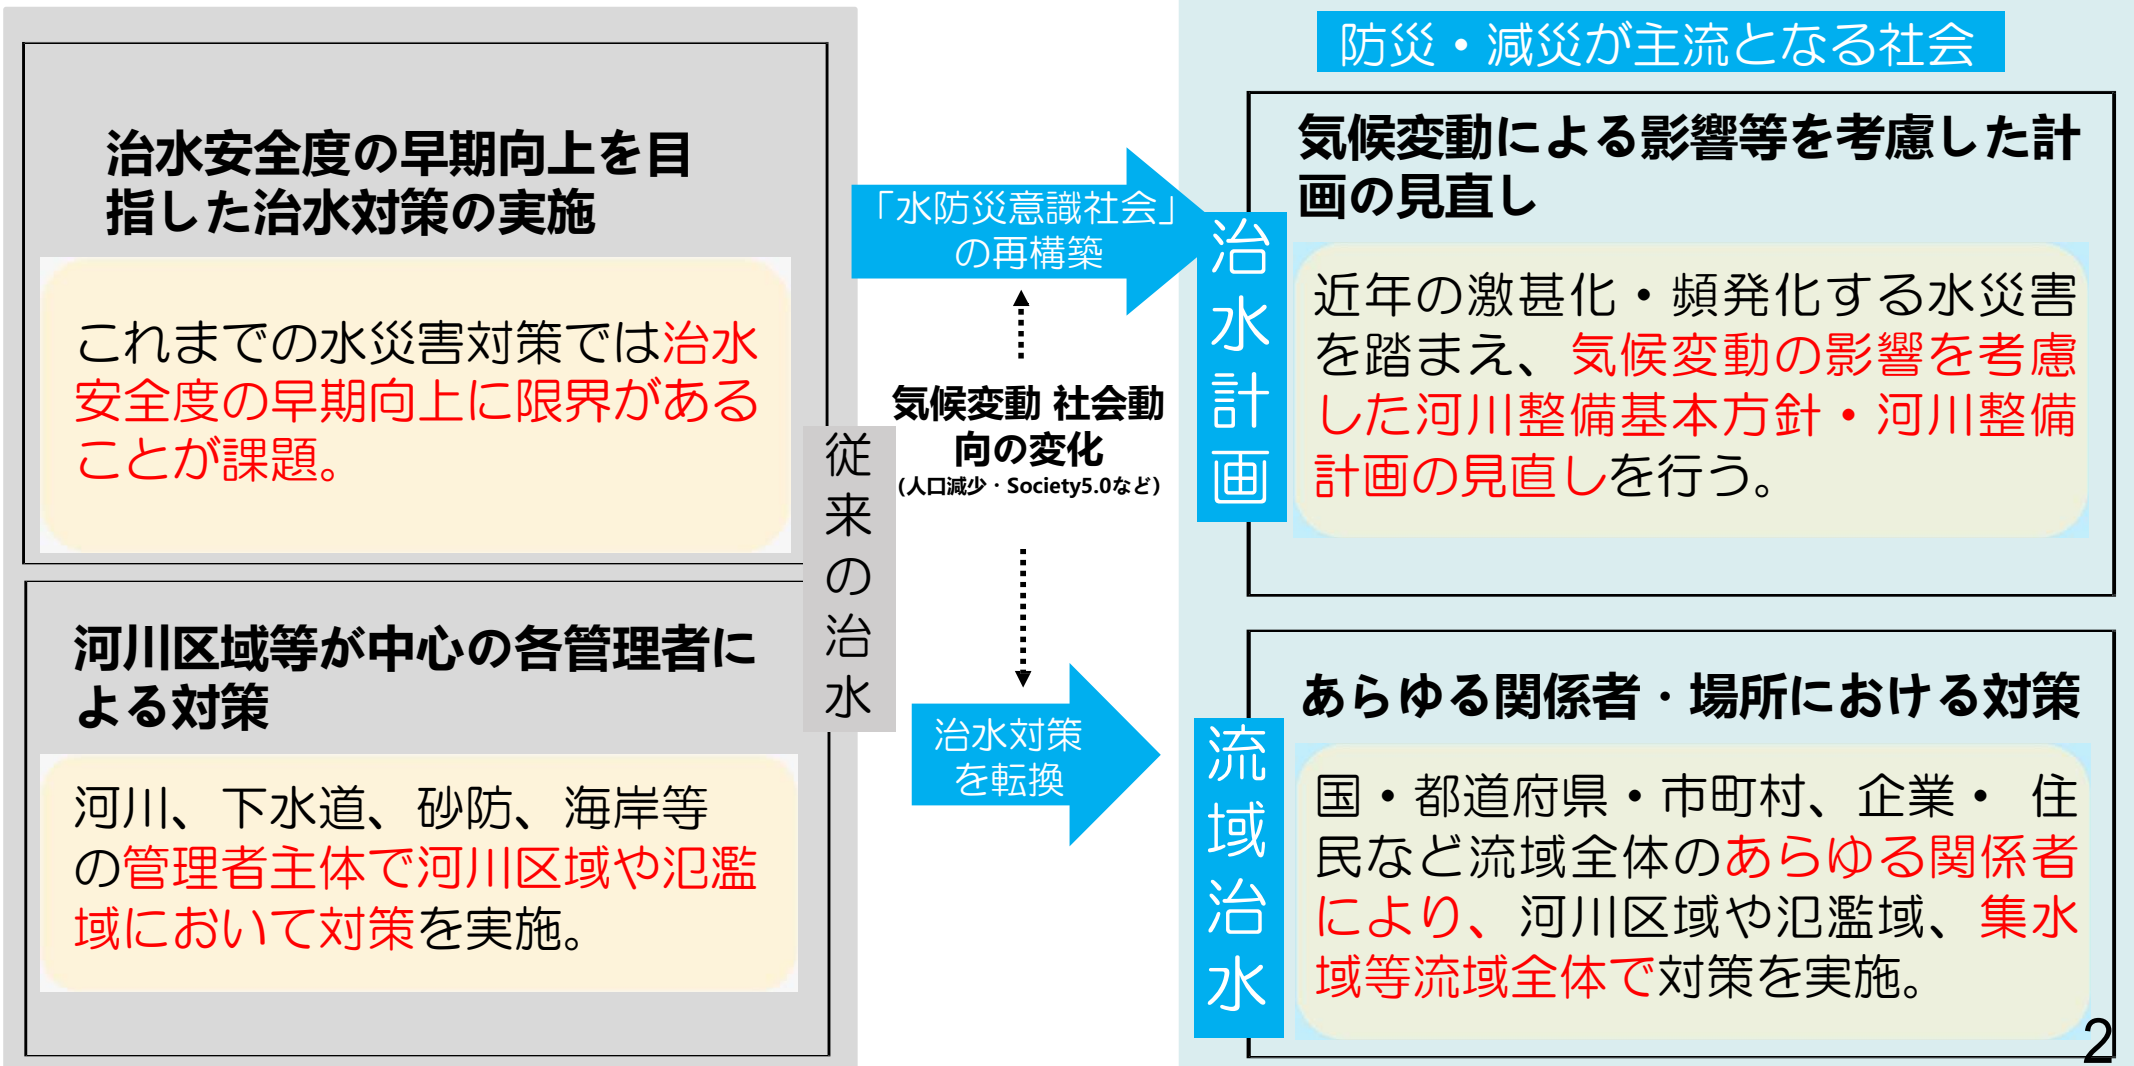 治水安全度の早期向上を目
指した治水対策の実施
これまでの水災害対策では治水
安全度の早期向上に限界がある
ことが課題。
河川区域等が中心の各管理者に
よる対策
河川、下水道、砂防、海岸等
の管理者主体で河川区域や氾濫
域において対策を実施。
従来の治水
「水防災意識社会」
の再構築
気候変動 社会動
向の変化
(人口減少・Society5.0など)
治水対策
を転換
防災・減災が主流となる社会
治水計画
気候変動による影響等を考慮した計
画の見直し
近年の激甚化・頻発化する水災害
を踏まえ、気候変動の影響を考慮
した河川整備基本方針・河川整備
計画の見直しを行う。
流域治水
あらゆる関係者・場所における対策
国・都道府県・市町村、企業・ 住
民など流域全体のあらゆる関係者
により、河川区域や氾濫域、集水
域等流域全体で対策を実施。
2